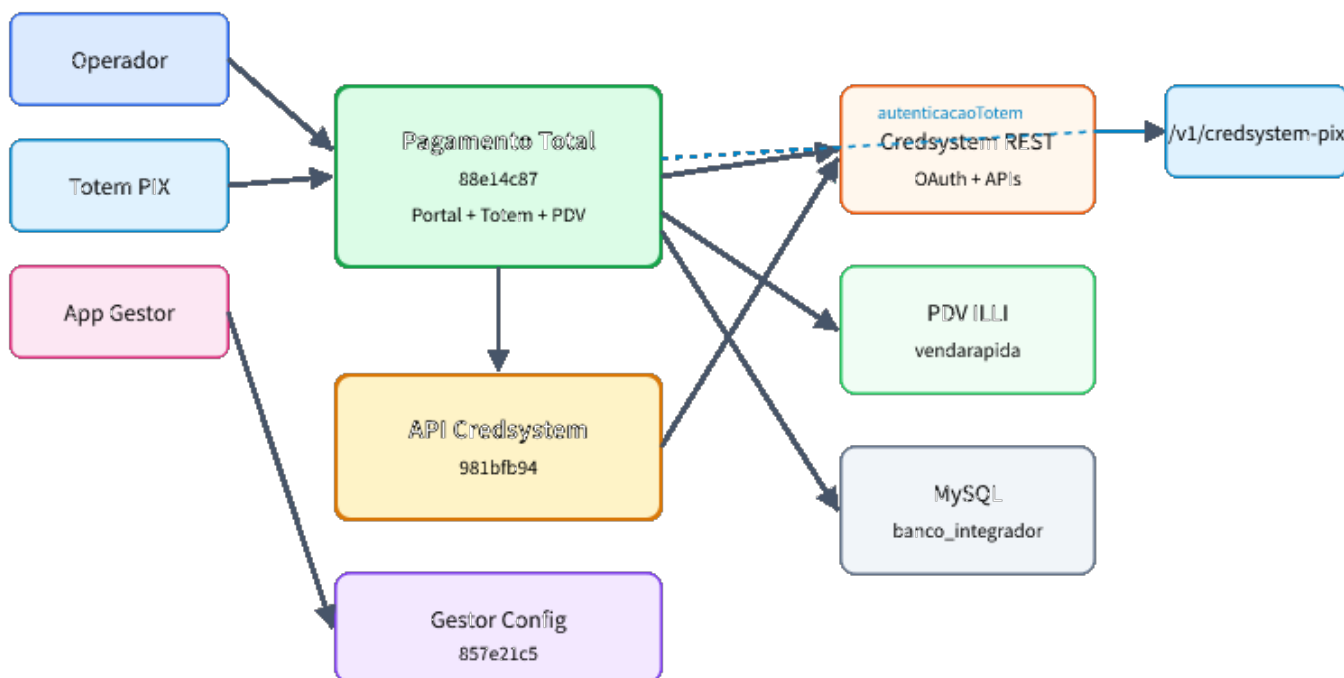 Operador
Totem PIX
App Gestor
Pagamento Total
88e14c87
Portal + Totem + PDV
API Credsystem
981bfb94
Gestor Config
857e21c5
autenticacaoTotem
Credsystem REST
OAuth + APIs
PDV ILLI
vendarapida
MySQL
banco_integrador
/v1/credsystem-pix